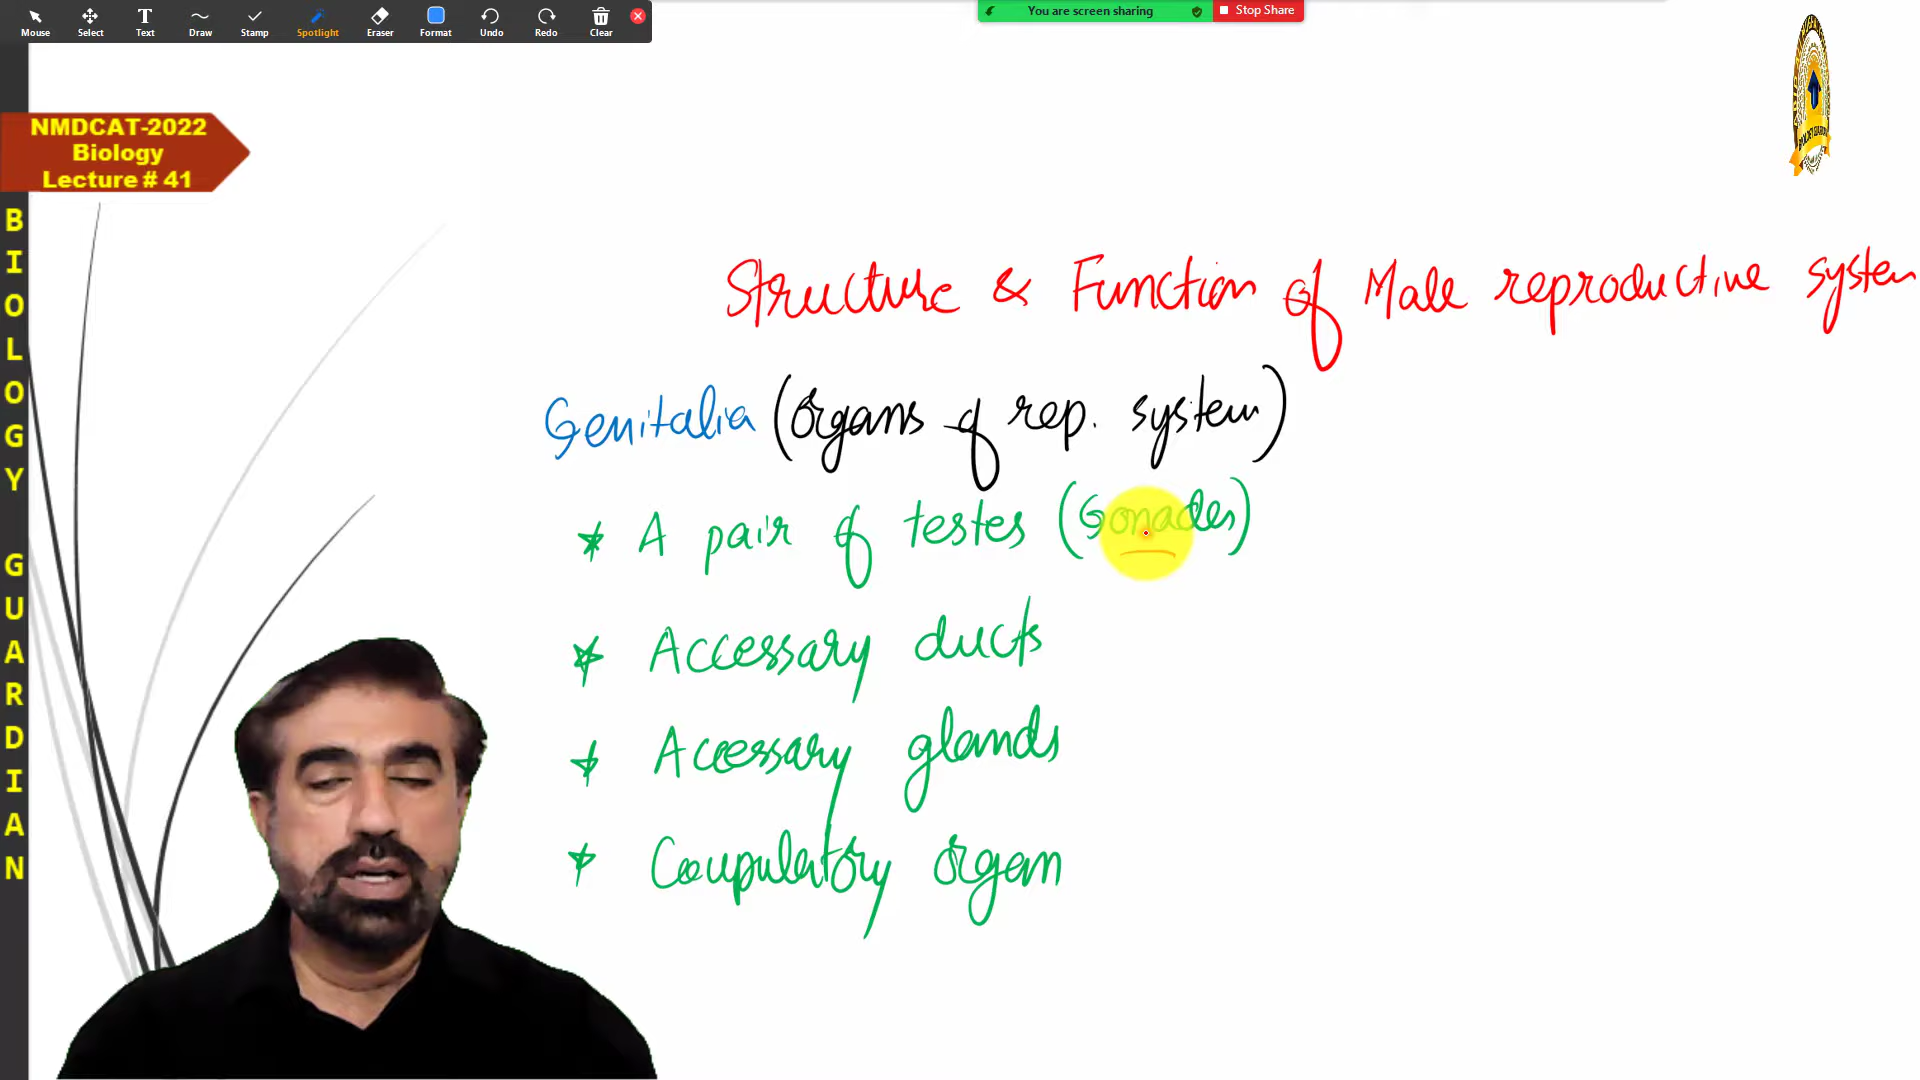 Mouse Select Text Draw Stamp Spotlight Eraser Format Undo Redo Clear
You are screen sharing Stop Share
NMDCAT-2022
Biology
Lecture # 41
BIOLOGY GUARDIAN
Structure & Function of Male reproductive system
Genitalia (Organs of rep. system)
* A pair of testes (Gonades)
* Accessary ducts
* Acessary glands
* Coupulatory organ